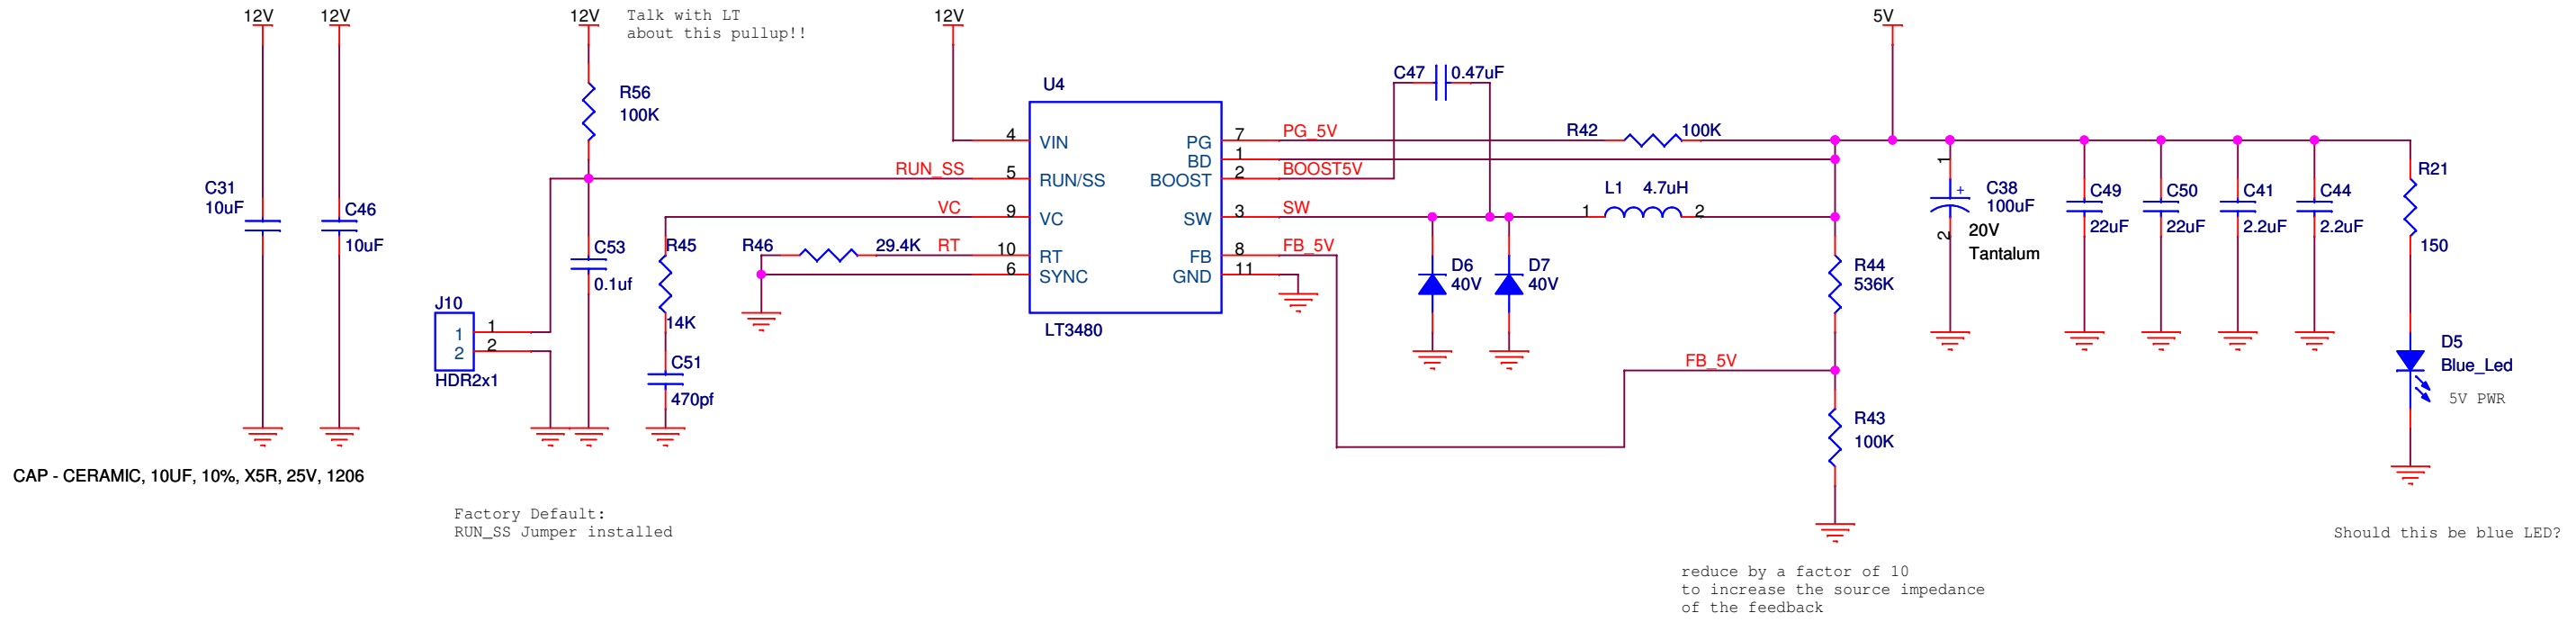 12V
12V
12V
Talk with LT
about this pullup!!
12V
5V
R56
100K
U4
C47
0.47uF
4
VIN
PG
7
PG_5V
R42
100K
BD
1
RUN_SS
5
RUN/SS
BOOST
2
BOOST5V
VC
9
VC
SW
3
SW
1
L1
4.7uH
2
R46
29.4K
RT
10
RT
FB
8
FB_5V
6
SYNC
GND
11
LT3480
C31
10uF
C46
10uF
C53
0.1uf
R45
14K
C51
470pf
J10
1
2
1
2
HDR2x1
D6
40V
D7
40V
R44
536K
FB_5V
R43
100K
1
+
2
C38
100uF
20V
Tantalum
C49
22uF
C50
22uF
C41
2.2uF
C44
2.2uF
R21
150
D5
Blue_Led
5V PWR
CAP - CERAMIC, 10UF, 10%, X5R, 25V, 1206
Factory Default:
RUN_SS Jumper installed
Should this be blue LED?
reduce by a factor of 10
to increase the source impedance
of the feedback